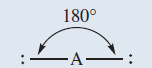 180°
: — A — :